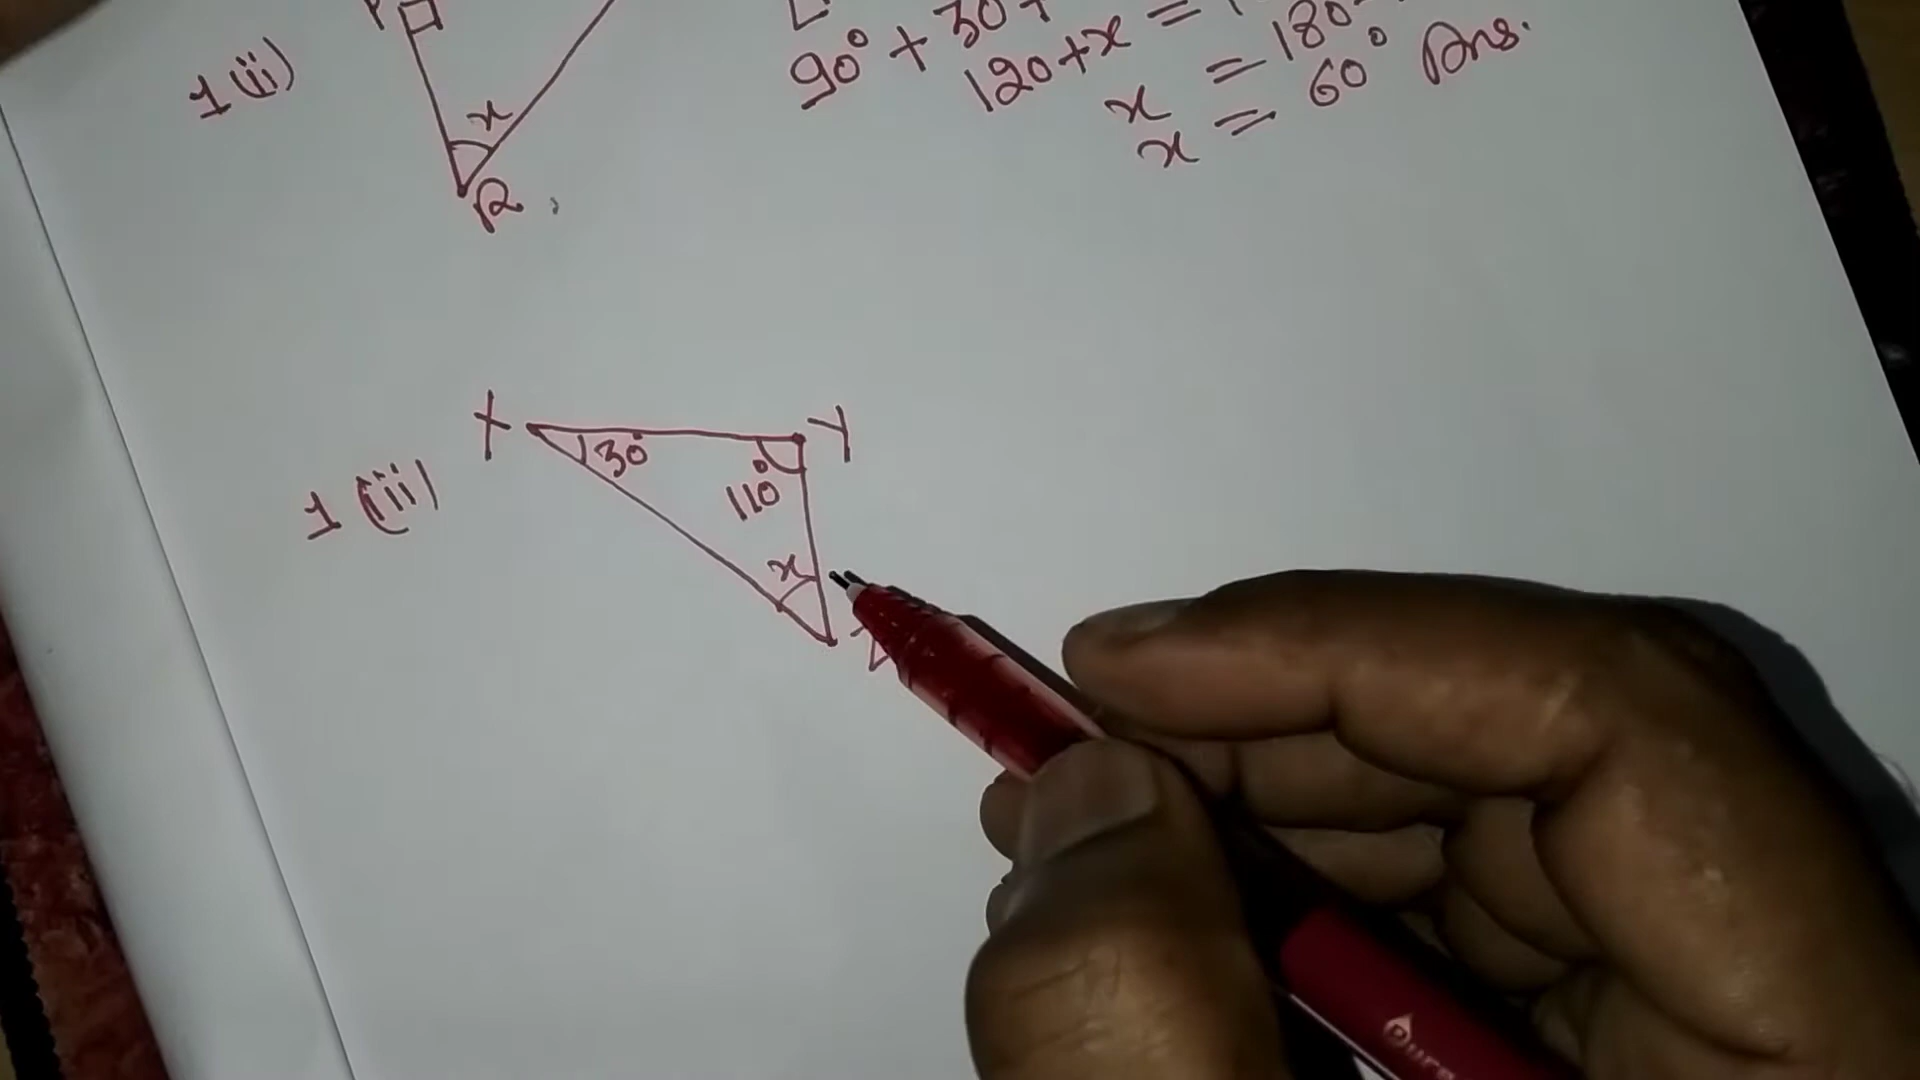 P
1 (ii)
x
R
90° + 30 +
120 + x =
x = 180°
x = 60° Ans.
X
Y
30°
110°
1 (iii)
x